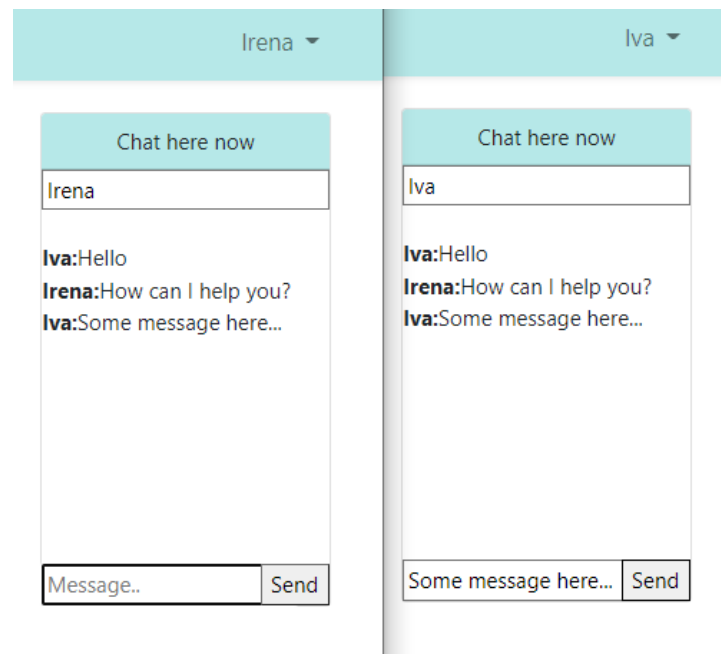 Irena
Chat here now
Irena
Iva:Hello
Irena:How can I help you?
Iva:Some message here...
Message..
Send
Iva
Chat here now
Iva
Iva:Hello
Irena:How can I help you?
Iva:Some message here...
Some message here...
Send